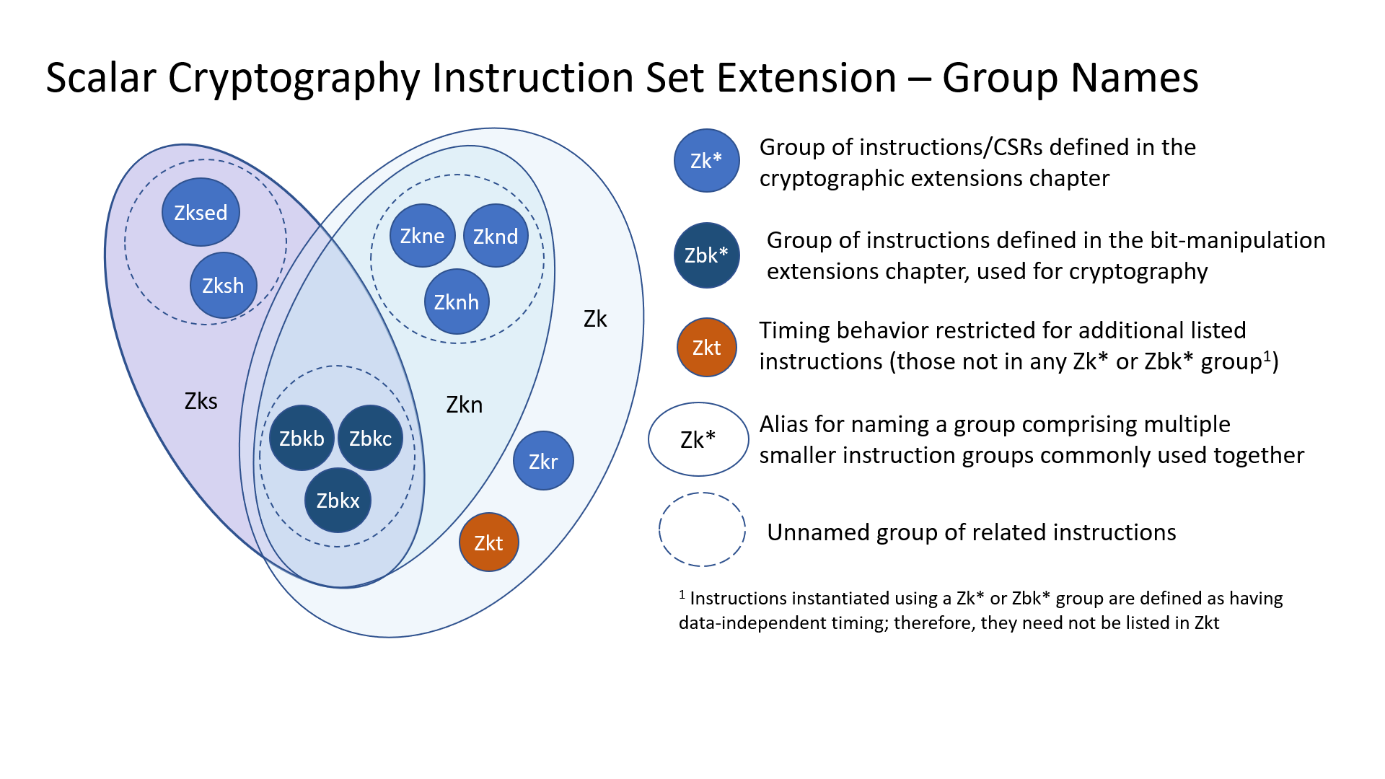 Scalar Cryptography Instruction Set Extension – Group Names
Zksed
Zksh
Zkne
Zknd
Zknh
Zk
Zks
Zkn
Zbkb
Zbkc
Zbkx
Zkr
Zkt
Zk*
Group of instructions/CSRs defined in the
cryptographic extensions chapter
Zbk*
Group of instructions defined in the bit-manipulation
extensions chapter, used for cryptography
Zkt
Timing behavior restricted for additional listed
instructions (those not in any Zk* or Zbk* group¹)
Zk*
Alias for naming a group comprising multiple
smaller instruction groups commonly used together
Unnamed group of related instructions
¹ Instructions instantiated using a Zk* or Zbk* group are defined as having
data-independent timing; therefore, they need not be listed in Zkt